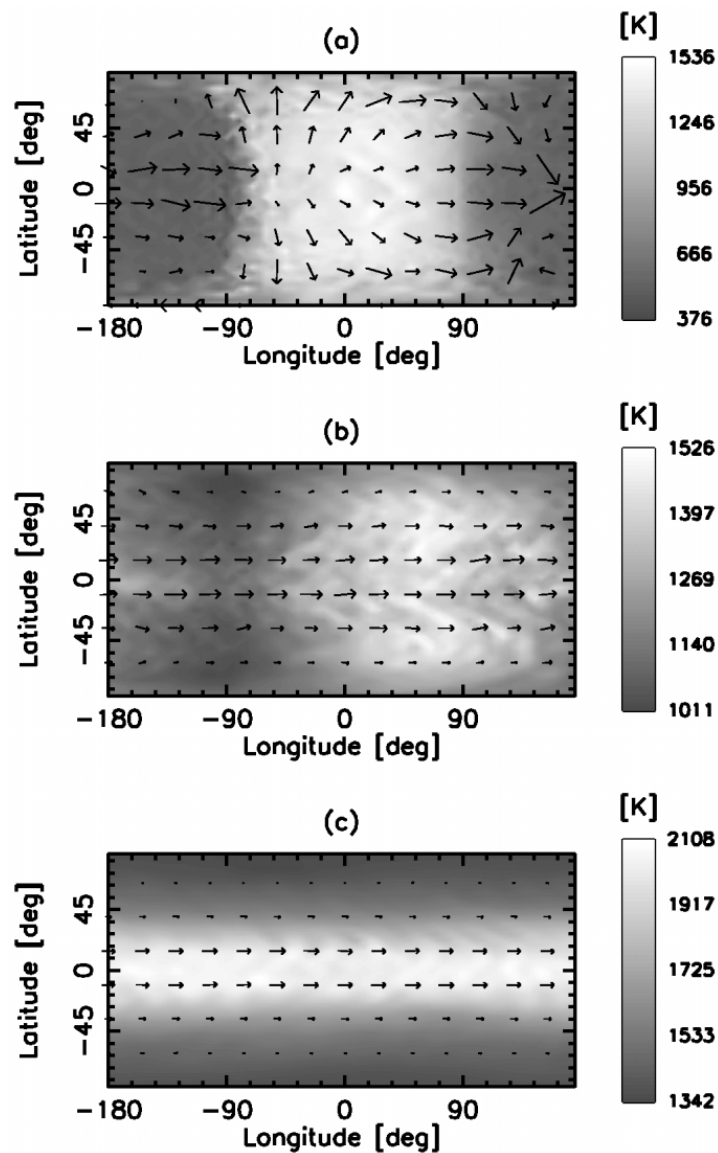 (a)
[K]
Latitude [deg]
45
0
-45
-180 -90 0 90
Longitude [deg]
1536
1246
956
666
376
(b)
[K]
Latitude [deg]
45
0
-45
-180 -90 0 90
Longitude [deg]
1526
1397
1269
1140
1011
(c)
[K]
Latitude [deg]
45
0
-45
-180 -90 0 90
Longitude [deg]
2108
1917
1725
1533
1342